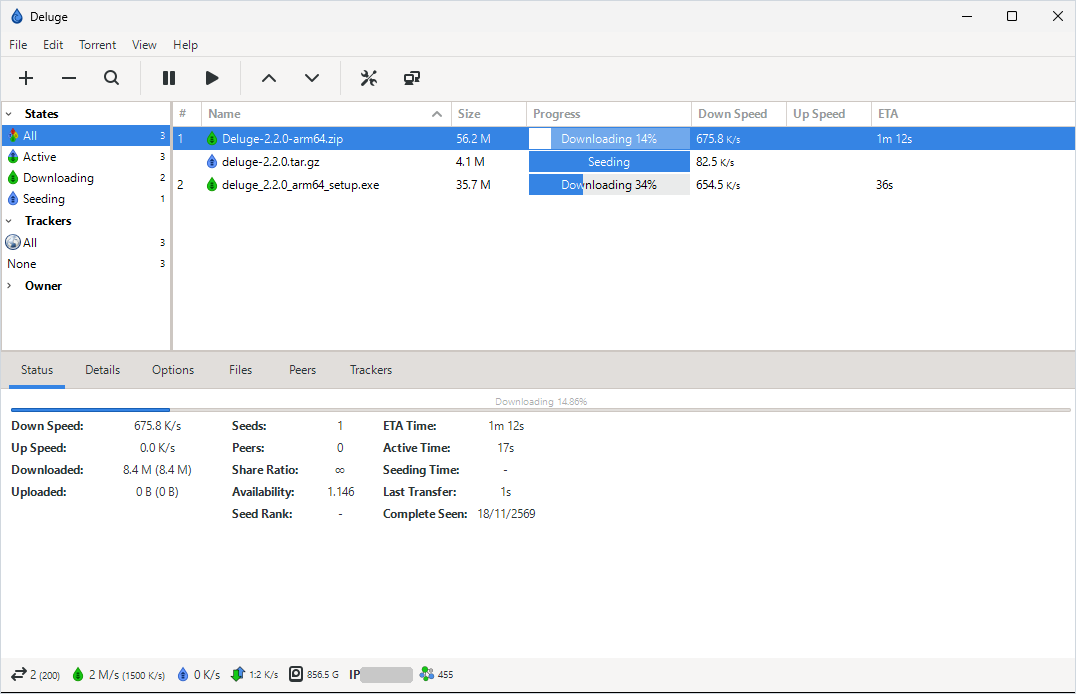 Deluge
File Edit Torrent View Help
States
All 3
Active 3
Downloading 2
Seeding 1
Trackers
All 3
None 3
Owner
# Name Size Progress Down Speed Up Speed ETA
1 Deluge-2.2.0-arm64.zip 56.2 M Downloading 14% 675.8 K/s 1m 12s
deluge-2.2.0.tar.gz 4.1 M Seeding 82.5 K/s
2 deluge_2.2.0_arm64_setup.exe 35.7 M Downloading 34% 654.5 K/s 36s
Status Details Options Files Peers Trackers
Downloading 14.86%
Down Speed: 675.8 K/s Seeds: 1 ETA Time: 1m 12s
Up Speed: 0.0 K/s Peers: 0 Active Time: 17s
Downloaded: 8.4 M (8.4 M) Share Ratio: ∞ Seeding Time: -
Uploaded: 0 B (0 B) Availability: 1.146 Last Transfer: 1s
Seed Rank: - Complete Seen: 18/11/2569
2 (200) 2 M/s (1500 K/s) 0 K/s 1:2 K/s 856.5 G IP 455